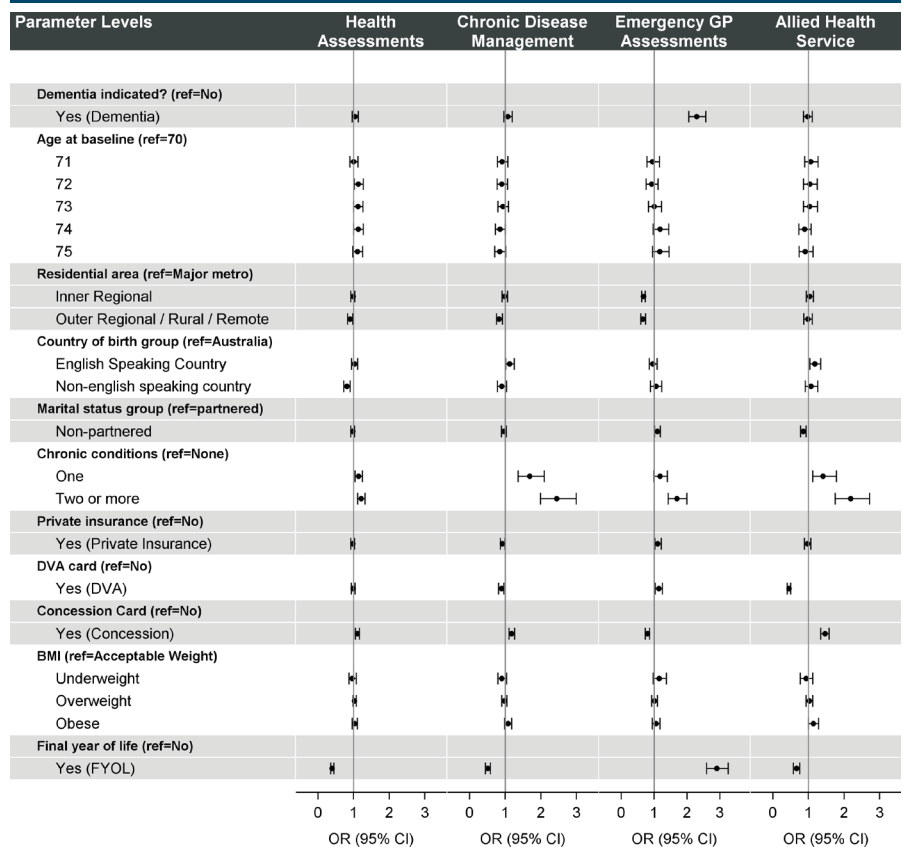 Parameter Levels Health Assessments Chronic Disease Management Emergency GP Assessments Allied Health Service
Dementia indicated? (ref=No)
Yes (Dementia)
Age at baseline (ref=70)
71
72
73
74
75
Residential area (ref=Major metro)
Inner Regional
Outer Regional / Rural / Remote
Country of birth group (ref=Australia)
English Speaking Country
Non-english speaking country
Marital status group (ref=partnered)
Non-partnered
Chronic conditions (ref=None)
One
Two or more
Private insurance (ref=No)
Yes (Private Insurance)
DVA card (ref=No)
Yes (DVA)
Concession Card (ref=No)
Yes (Concession)
BMI (ref=Acceptable Weight)
Underweight
Overweight
Obese
Final year of life (ref=No)
Yes (FYOL)
0 1 2 3 0 1 2 3 0 1 2 3 0 1 2 3
OR (95% CI) OR (95% CI) OR (95% CI) OR (95% CI)